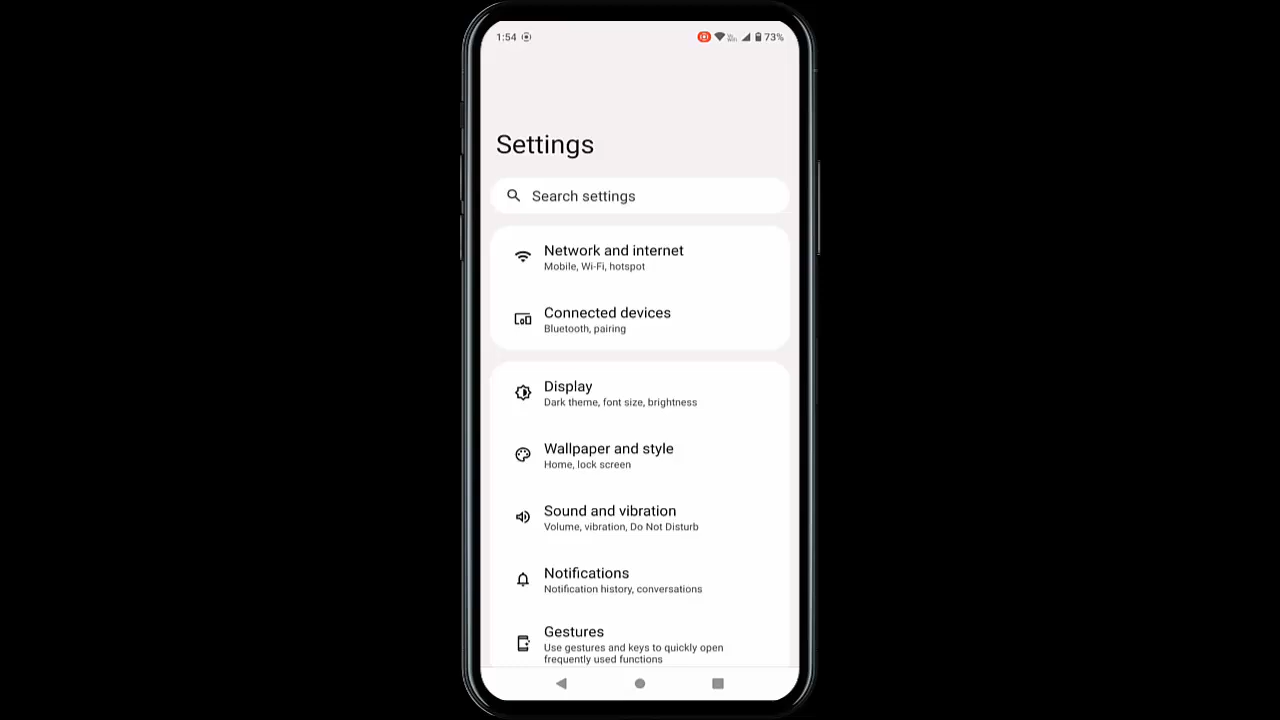 1:54
73%
Settings
Search settings
Network and internet
Mobile, Wi-Fi, hotspot
Connected devices
Bluetooth, pairing
Display
Dark theme, font size, brightness
Wallpaper and style
Home, lock screen
Sound and vibration
Volume, vibration, Do Not Disturb
Notifications
Notification history, conversations
Gestures
Use gestures and keys to quickly open
frequently used functions